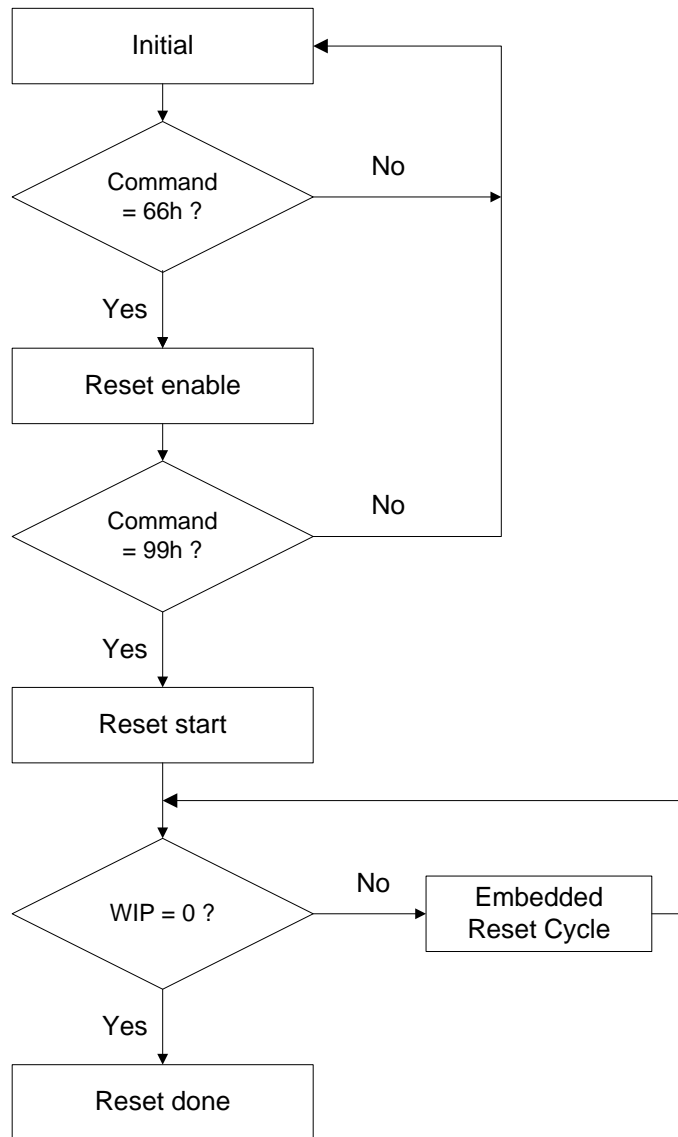 Initial
Command
= 66h ?
No
Yes
Reset enable
Command
= 99h ?
No
Yes
Reset start
WIP = 0 ?
No
Embedded
Reset Cycle
Yes
Reset done